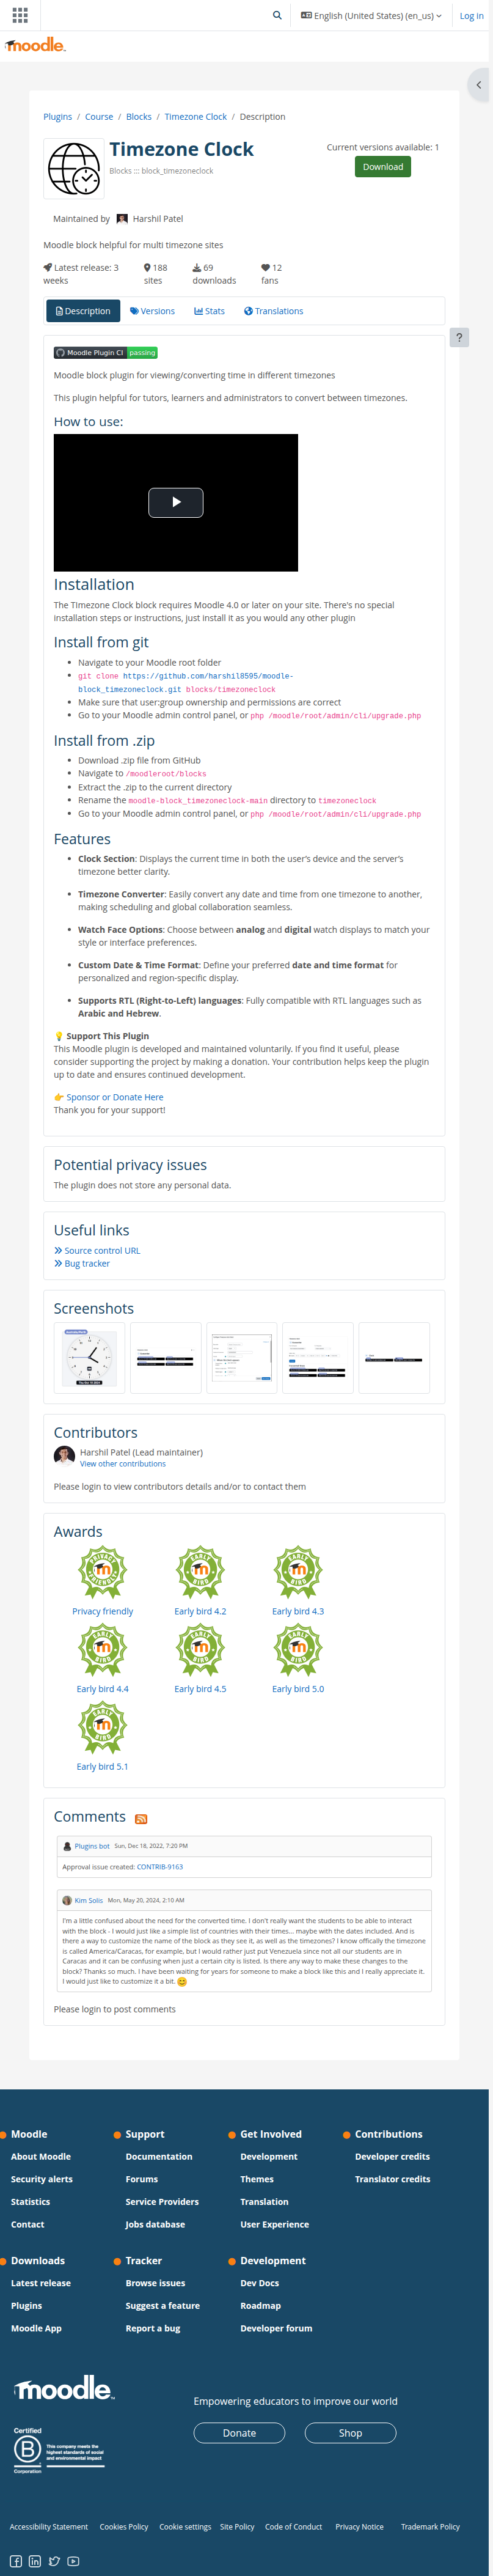 English (United States) ‎(en_us)‎
Log in
moodle
Plugins / Course / Blocks / Timezone Clock / Description
Timezone Clock
Blocks ::: block_timezoneclock
Current versions available: 1
Download
Maintained by Harshil Patel
Moodle block helpful for multi timezone sites
Latest release: 3
weeks
188
sites
69
downloads
12
fans
Description
Versions
Stats
Translations
?
Moodle Plugin CI passing
Moodle block plugin for viewing/converting time in different timezones
This plugin helpful for tutors, learners and administrators to convert between timezones.
How to use:
Installation
The TImezone Clock block requires Moodle 4.0 or later on your site. There's no special
installation steps or instructions, just install it as you would any other plugin
Install from git
Navigate to your Moodle root folder
git clone https://github.com/harshil8595/moodle-
block_timezoneclock.git blocks/timezoneclock
Make sure that user:group ownership and permissions are correct
Go to your Moodle admin control panel, or php /moodle/root/admin/cli/upgrade.php
Install from .zip
Download .zip file from GitHub
Navigate to /moodleroot/blocks
Extract the .zip to the current directory
Rename the moodle-block_timezoneclock-main directory to timezoneclock
Go to your Moodle admin control panel, or php /moodle/root/admin/cli/upgrade.php
Features
Clock Section: Displays the current time in both the user's device and the server's
timezone better clarity.
Timezone Converter: Easily convert any date and time from one timezone to another,
making scheduling and global collaboration seamless.
Watch Face Options: Choose between analog and digital watch displays to match your
style or interface preferences.
Custom Date & Time Format: Define your preferred date and time format for
personalized and region-specific display.
Supports RTL (Right-to-Left) languages: Fully compatible with RTL languages such as
Arabic and Hebrew.
💡 Support This Plugin
This Moodle plugin is developed and maintained voluntarily. If you find it useful, please
consider supporting the project by making a donation. Your contribution helps keep the plugin
up to date and ensures continued development.
👉 Sponsor or Donate Here
Thank you for your support!
Potential privacy issues
The plugin does not store any personal data.
Useful links
Source control URL
Bug tracker
Screenshots
Contributors
Harshil Patel (Lead maintainer)
View other contributions
Please login to view contributors details and/or to contact them
Awards
Privacy friendly
Early bird 4.2
Early bird 4.3
Early bird 4.4
Early bird 4.5
Early bird 5.0
Early bird 5.1
Comments
Plugins bot Sun, Dec 18, 2022, 7:20 PM
Approval issue created: CONTRIB-9163
Kim Solis Mon, May 20, 2024, 2:10 AM
I'm a little confused about the need for the converted time. I don't really want the students to be able to interact
with the block - I would just like a simple list of countries with their times... maybe with the dates included. And is
there a way to customize the name of the block as they see it, as well as the timezones? I know offically the timezone
is called America/Caracas, for example, but I would rather just put Venezuela since not all our students are in
Caracas and it can be confusing when just a certain city is listed. Is there any way to make these changes to the
block? Thanks so much. I have been waiting for years for someone to make a block like this and I really appreciate it.
I would just like to customize it a bit. 😊
Please login to post comments
Moodle
About Moodle
Security alerts
Statistics
Contact
Support
Documentation
Forums
Service Providers
Jobs database
Get Involved
Development
Themes
Translation
User Experience
Contributions
Developer credits
Translator credits
Downloads
Latest release
Plugins
Moodle App
Tracker
Browse issues
Suggest a feature
Report a bug
Development
Dev Docs
Roadmap
Developer forum
moodle
Empowering educators to improve our world
Donate
Shop
Certified
B
Corporation
This company meets the
highest standards of social
and environmental impact
Accessibility Statement
Cookies Policy
Cookie settings
Site Policy
Code of Conduct
Privacy Notice
Trademark Policy